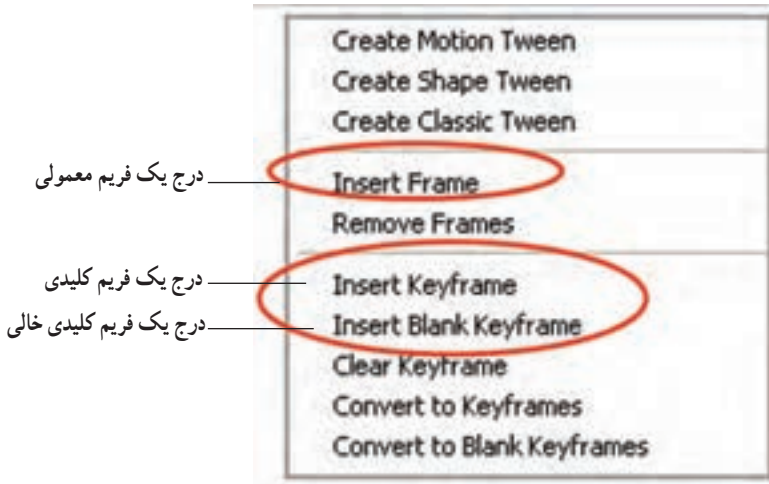 Create Motion Tween
Create Shape Tween
Create Classic Tween
درج یک فریم معمولی
Insert Frame
Remove Frames
درج یک فریم کلیدی
Insert Keyframe
درج یک فریم کلیدی خالی
Insert Blank Keyframe
Clear Keyframe
Convert to Keyframes
Convert to Blank Keyframes